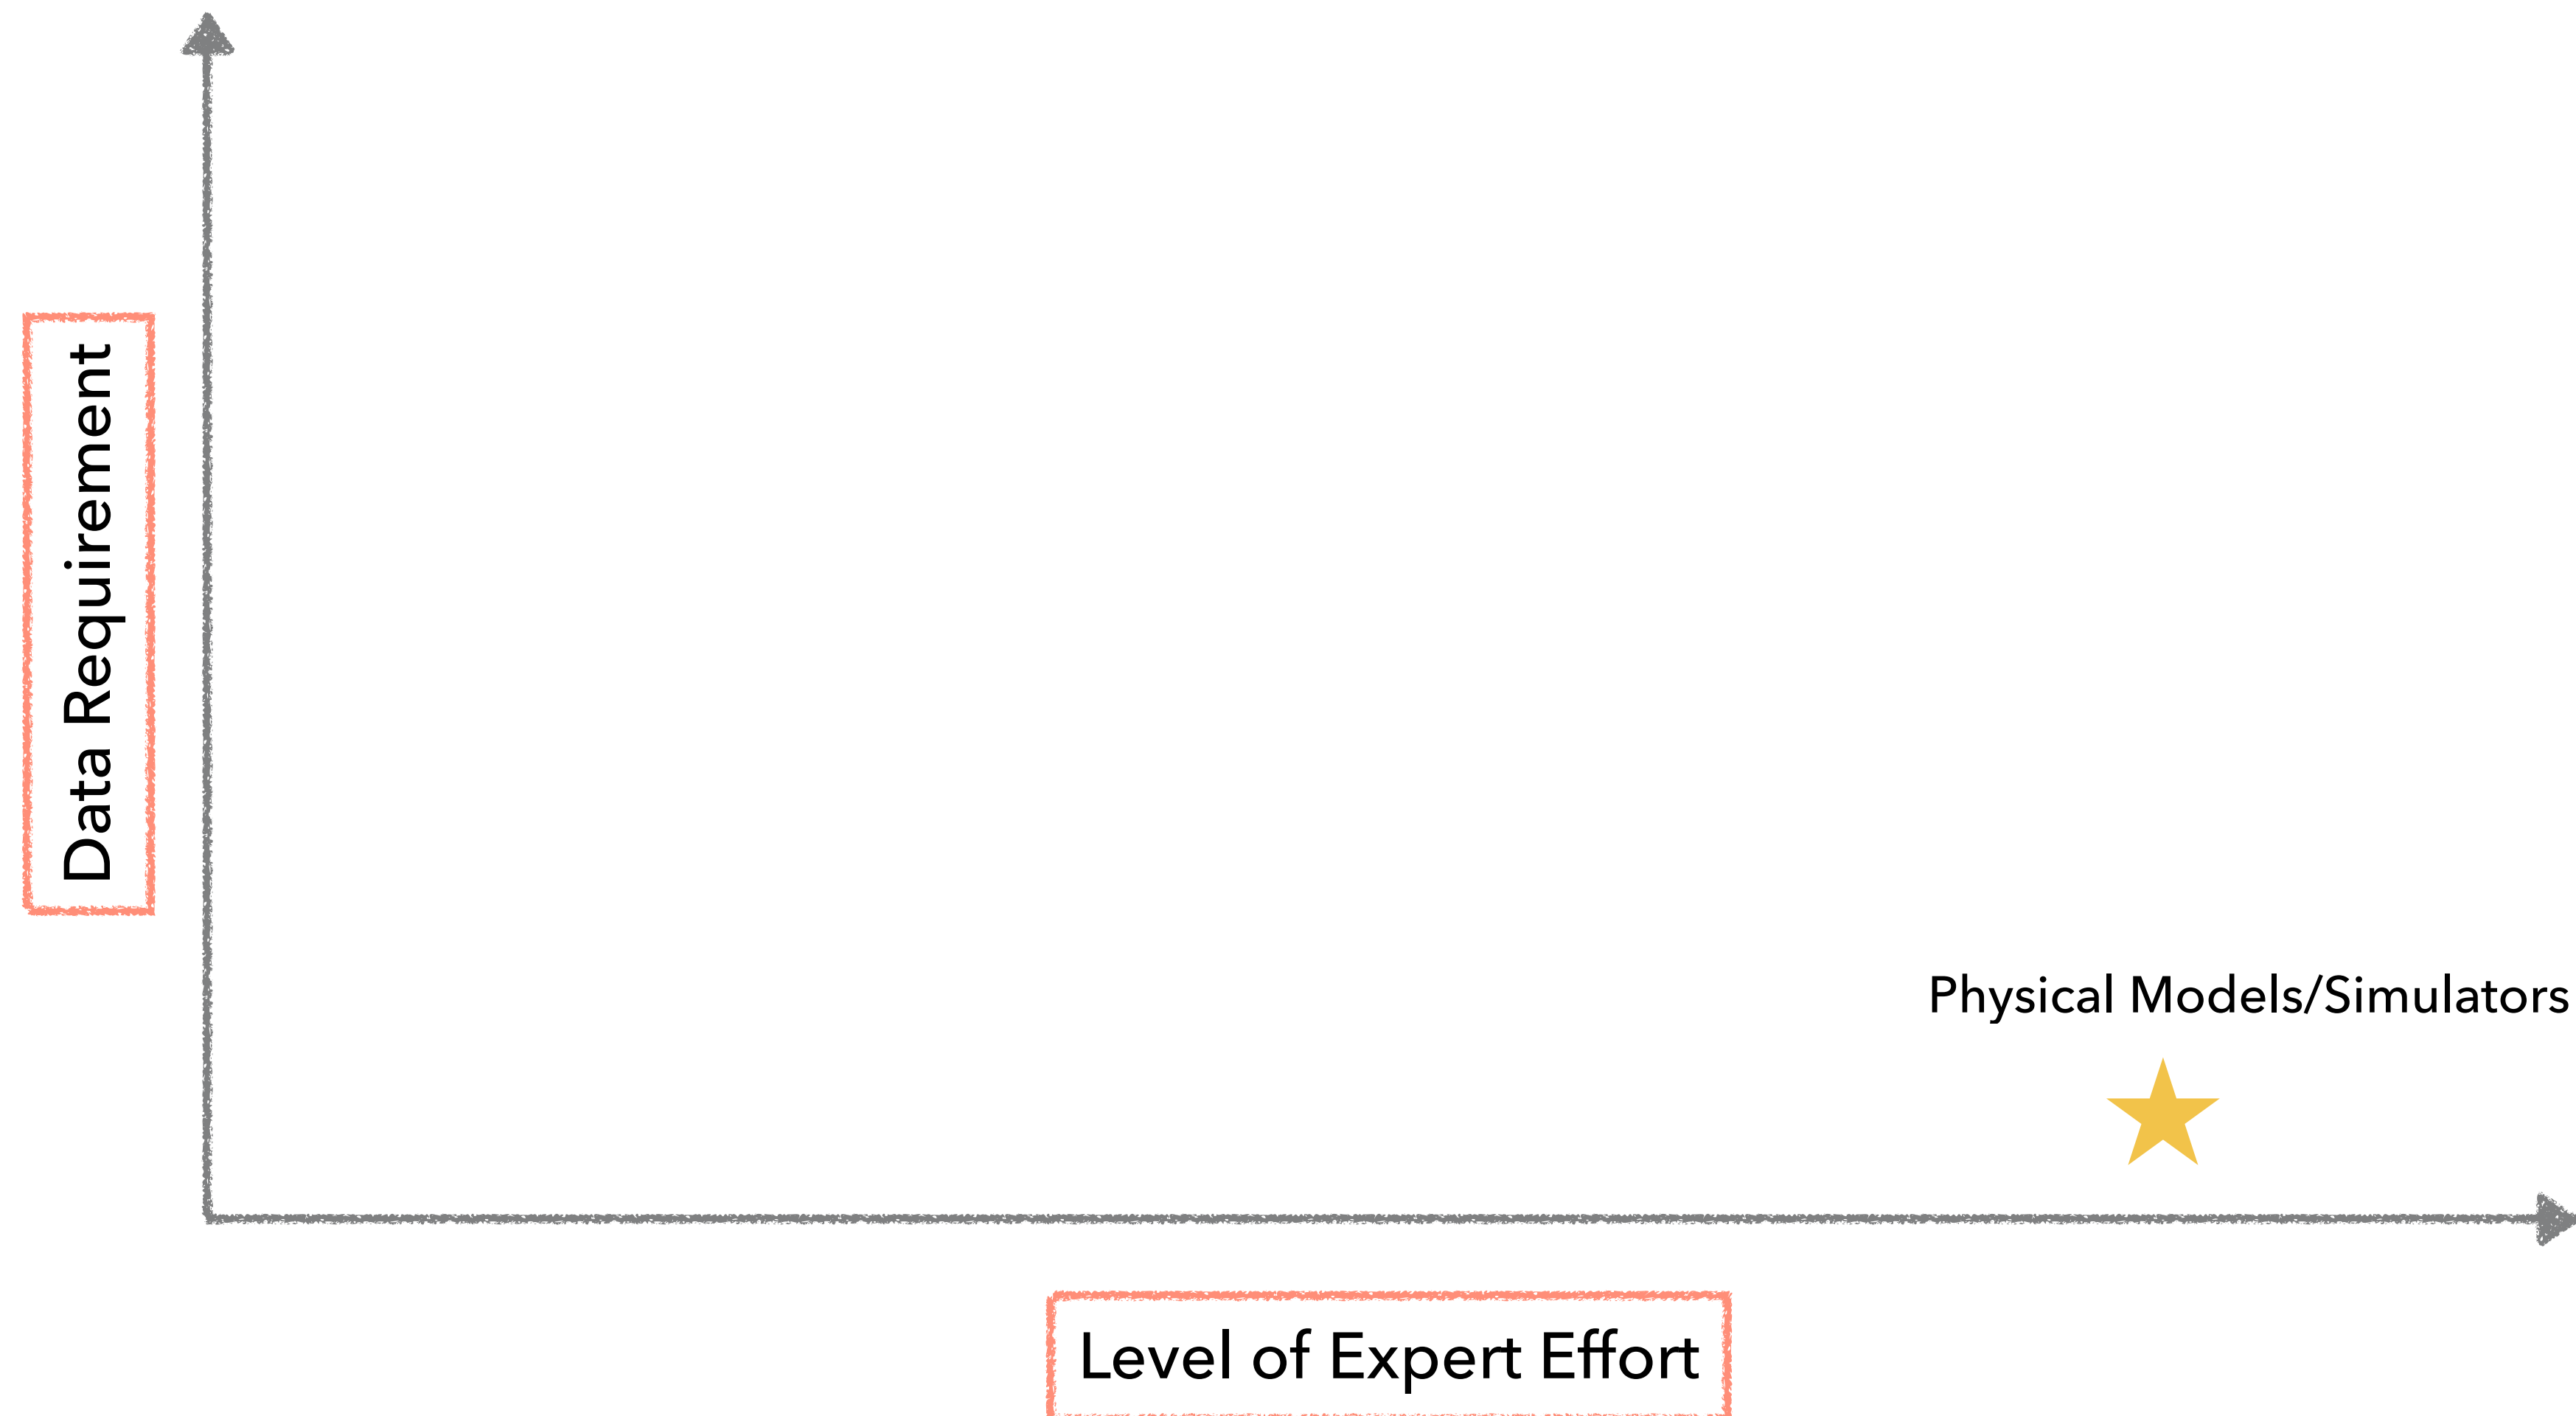 Data Requirement
Physical Models/Simulators
Level of Expert Effort